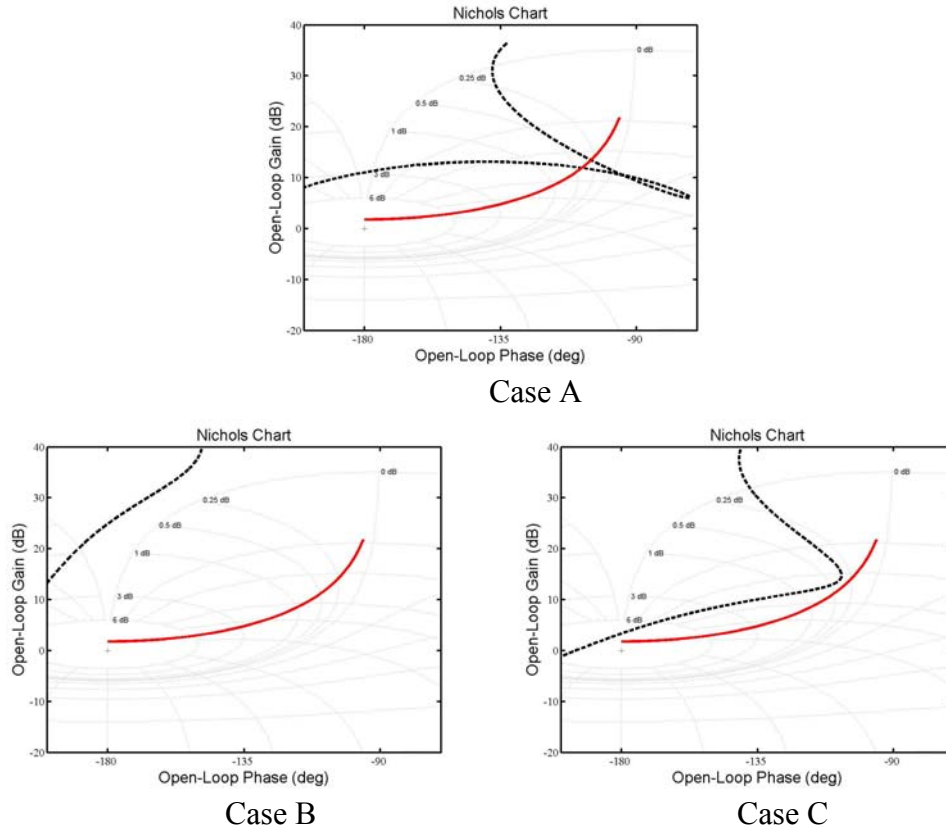 Nichols Chart
40
0 dB
30
0.25 dB
0.5 dB
20
1 dB
10
3 dB
6 dB
0
-10
-20
-180
-135
-90
Open-Loop Gain (dB)
Open-Loop Phase (deg)
Case A
Nichols Chart
40
0 dB
30
0.25 dB
0.5 dB
20
1 dB
10
3 dB
6 dB
0
-10
-20
-180
-135
-90
Open-Loop Gain (dB)
Open-Loop Phase (deg)
Case B
Nichols Chart
40
0 dB
30
0.25 dB
0.5 dB
20
1 dB
10
3 dB
6 dB
0
-10
-20
-180
-135
-90
Open-Loop Gain (dB)
Open-Loop Phase (deg)
Case C